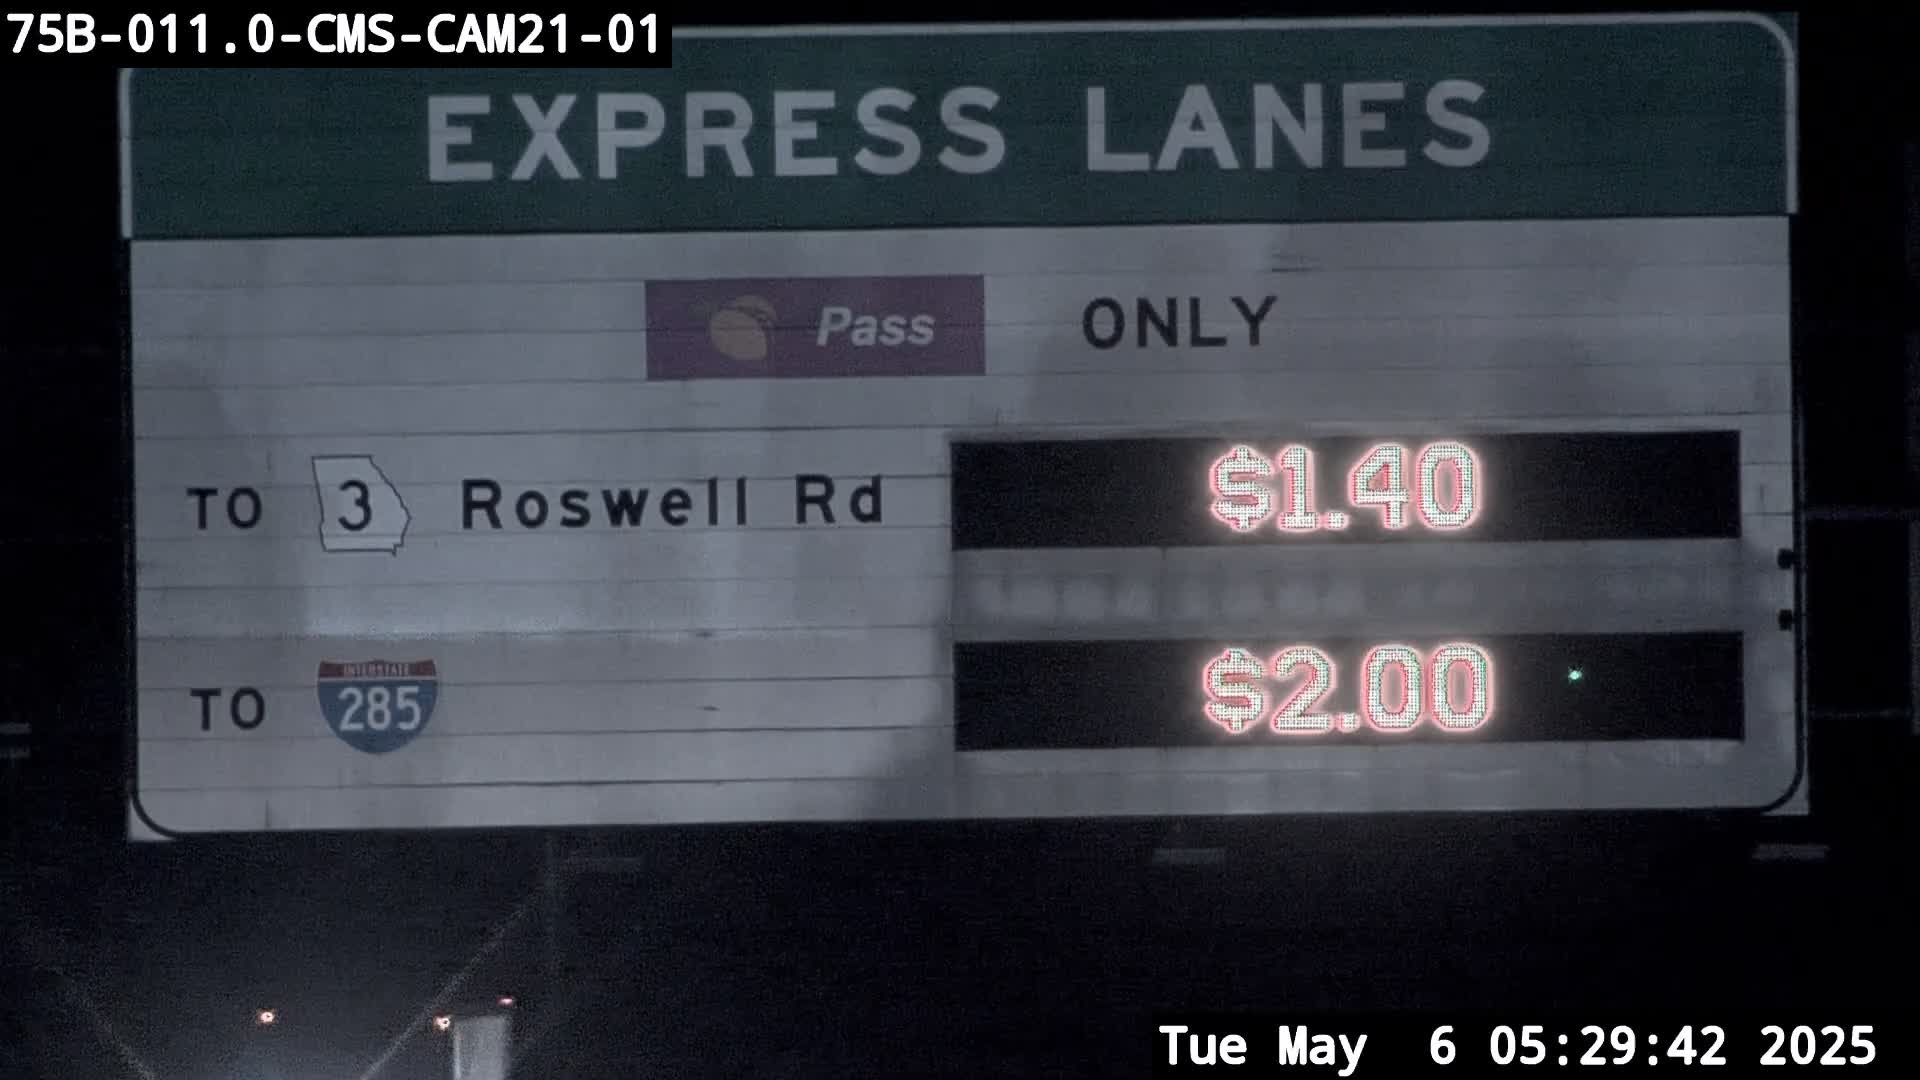 75B-011.0-CMS-CAM21-01
EXPRESS LANES
Pass ONLY
TO 3 Roswell Rd $1.40
INTERSTATE
TO 285 $2.00
Tue May 6 05:29:42 2025